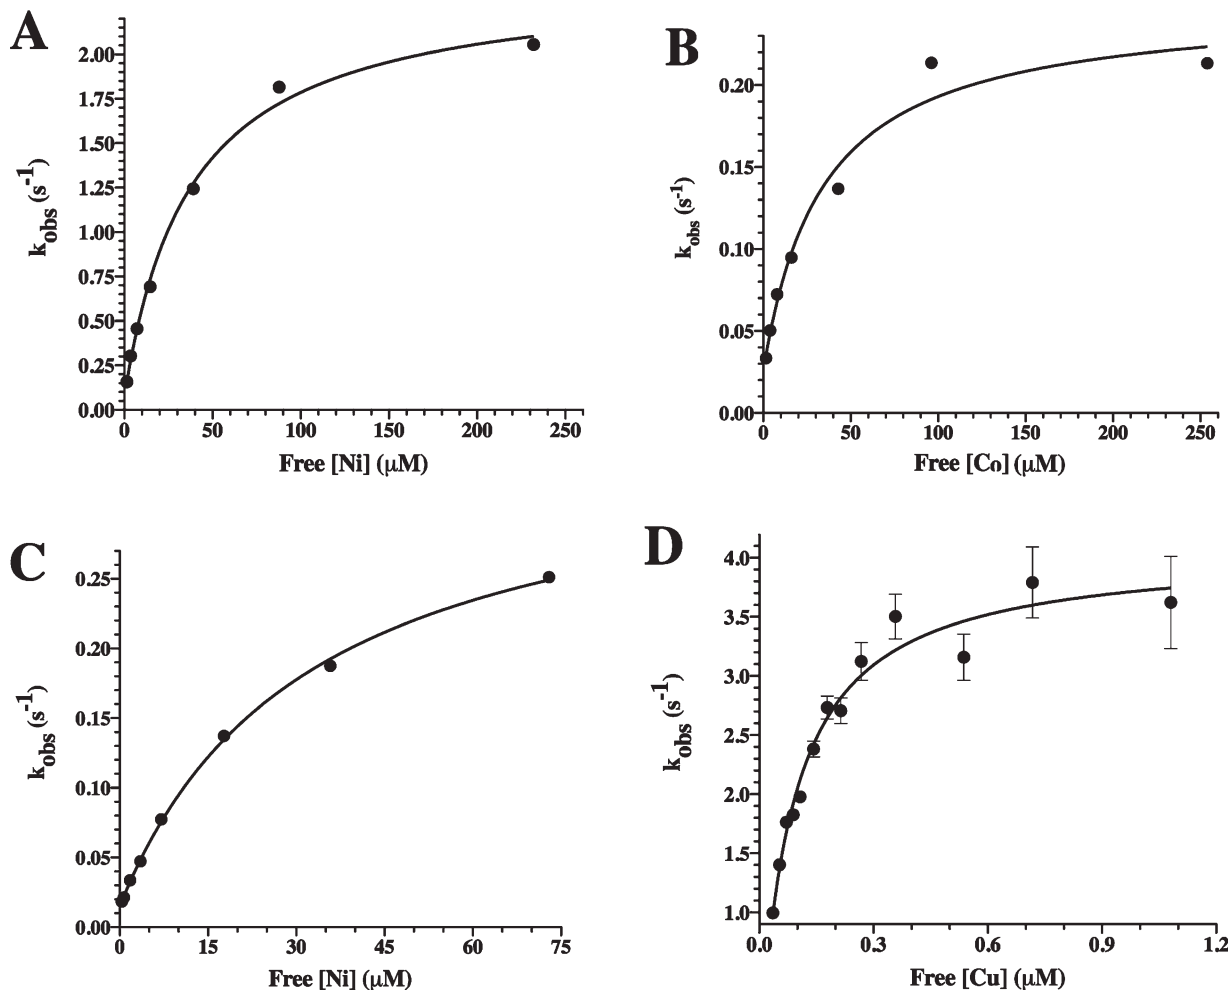 A
2.00
1.75
1.50
1.25
1.00
0.75
0.50
0.25
0.00
k_obs (s^-1)
0 50 100 150 200 250
Free [Ni] (μM)
B
0.20
0.15
0.10
0.05
0.00
k_obs (s^-1)
0 50 100 150 200 250
Free [Co] (μM)
C
0.25
0.20
0.15
0.10
0.05
0.00
k_obs (s^-1)
0 15 30 45 60 75
Free [Ni] (μM)
D
4.0
3.5
3.0
2.5
2.0
1.5
1.0
k_obs (s^-1)
0.0 0.3 0.6 0.9 1.2
Free [Cu] (μM)